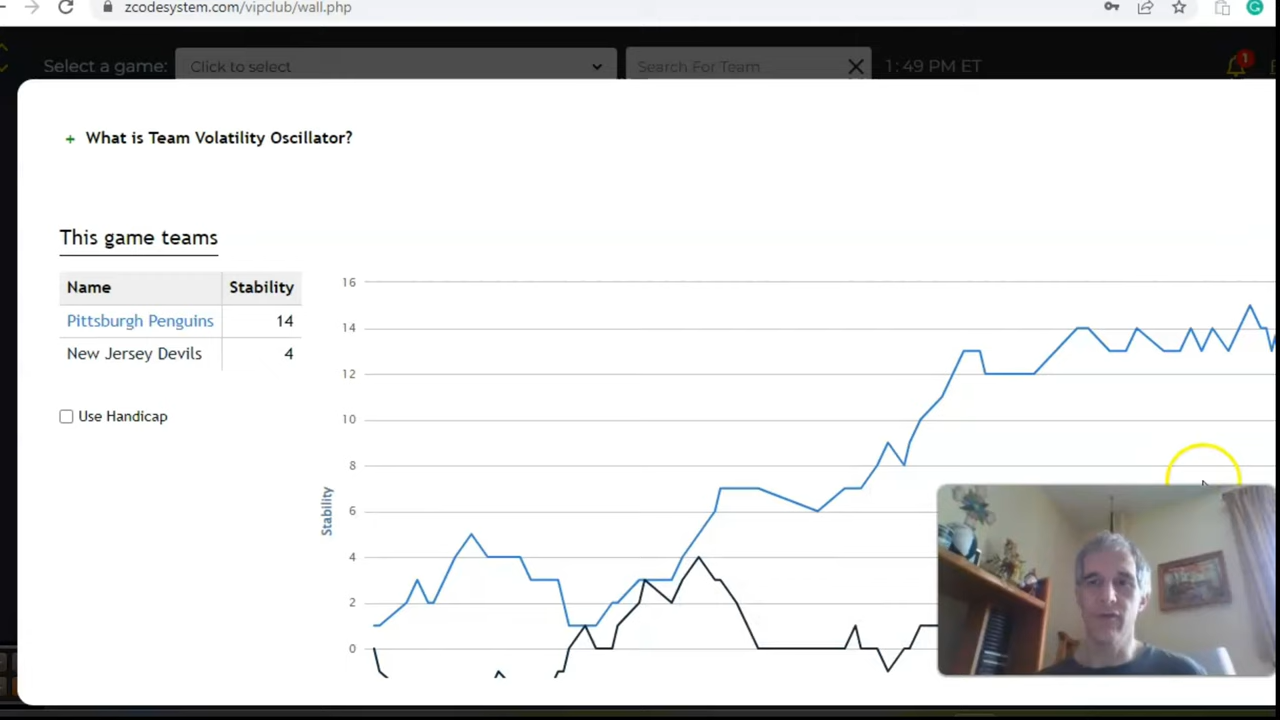 zcodesystem.com/vipclub/wall.php
Select a game: Click to select Search For Team 1:49 PM ET 1
+ What is Team Volatility Oscillator?
This game teams
Name Stability
Pittsburgh Penguins 14
New Jersey Devils 4
Use Handicap
16
14
12
10
8
6
4
2
0
Stability